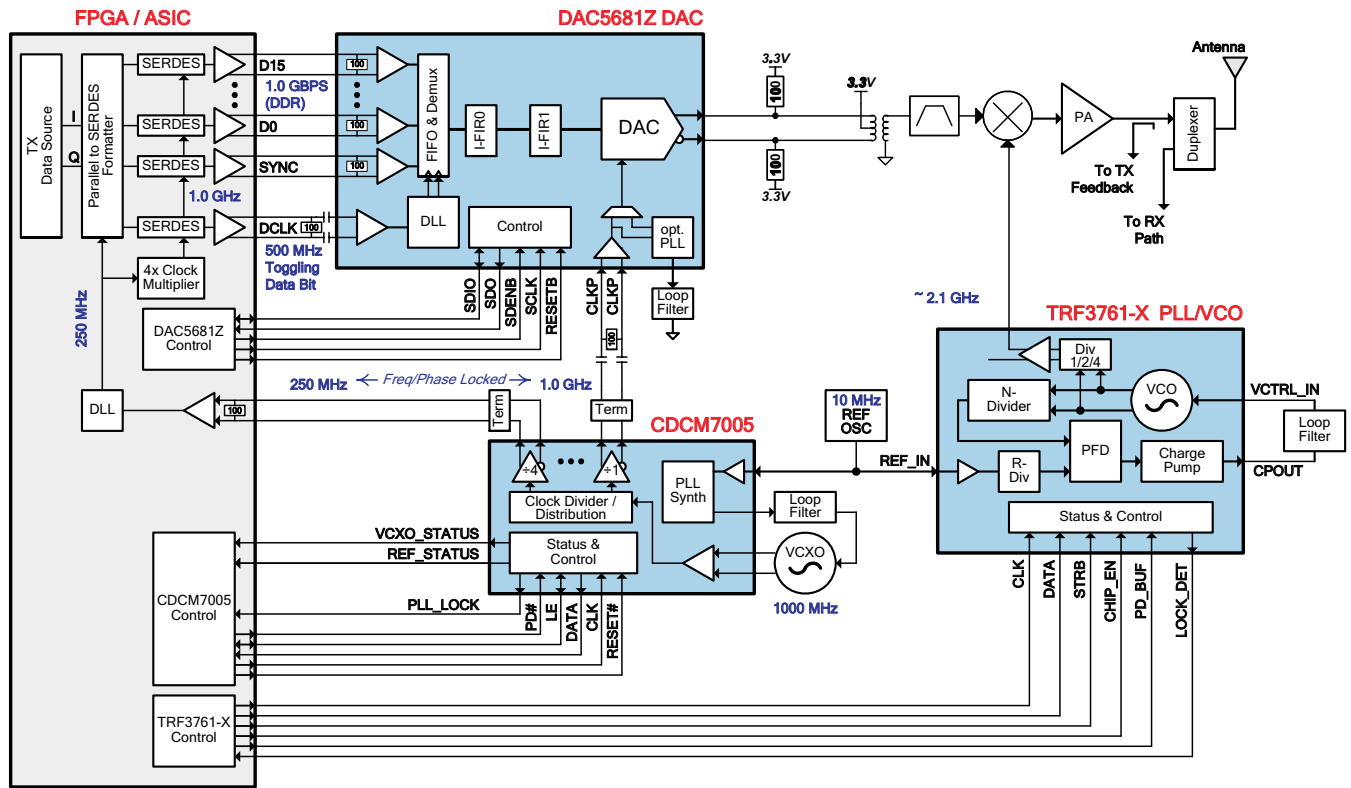 FPGA / ASIC
DAC5681Z DAC
TX
Data Source
I
Q
Parallel to SERDES
Formatter
SERDES
SERDES
SERDES
SERDES
1.0 GHz
4x Clock
Multiplier
250 MHz
DAC5681Z
Control
DLL
D15
1.0 GBPS
(DDR)
D0
SYNC
DCLK
500 MHz
Toggling
Data Bit
100
100
100
100
FIFO & Demux
DLL
I-FIR0
I-FIR1
DAC
Control
opt.
PLL
Loop
Filter
SDIO
SDO
SDENB
SCLK
RESETB
CLKP
CLKP
100
3.3V
100
100
3.3V
3.3V
PA
Antenna
Duplexer
To TX
Feedback
To RX
Path
~ 2.1 GHz
TRF3761-X PLL/VCO
Div
1/2/4
N-
Divider
VCO
PFD
R-
Div
Charge
Pump
VCTRL_IN
Loop
Filter
CPOUT
REF_IN
Status & Control
CLK
DATA
STRB
CHIP_EN
PD_BUF
LOCK_DET
10 MHz
REF
OSC
250 MHz
Freq/Phase Locked
1.0 GHz
100
Term
Term
CDCM7005
÷4
÷1
Clock Divider /
Distribution
PLL
Synth
Loop
Filter
VCXO
1000 MHz
Status &
Control
VCXO_STATUS
REF_STATUS
PLL_LOCK
PD#
LE
DATA
CLK
RESET#
CDCM7005
Control
TRF3761-X
Control